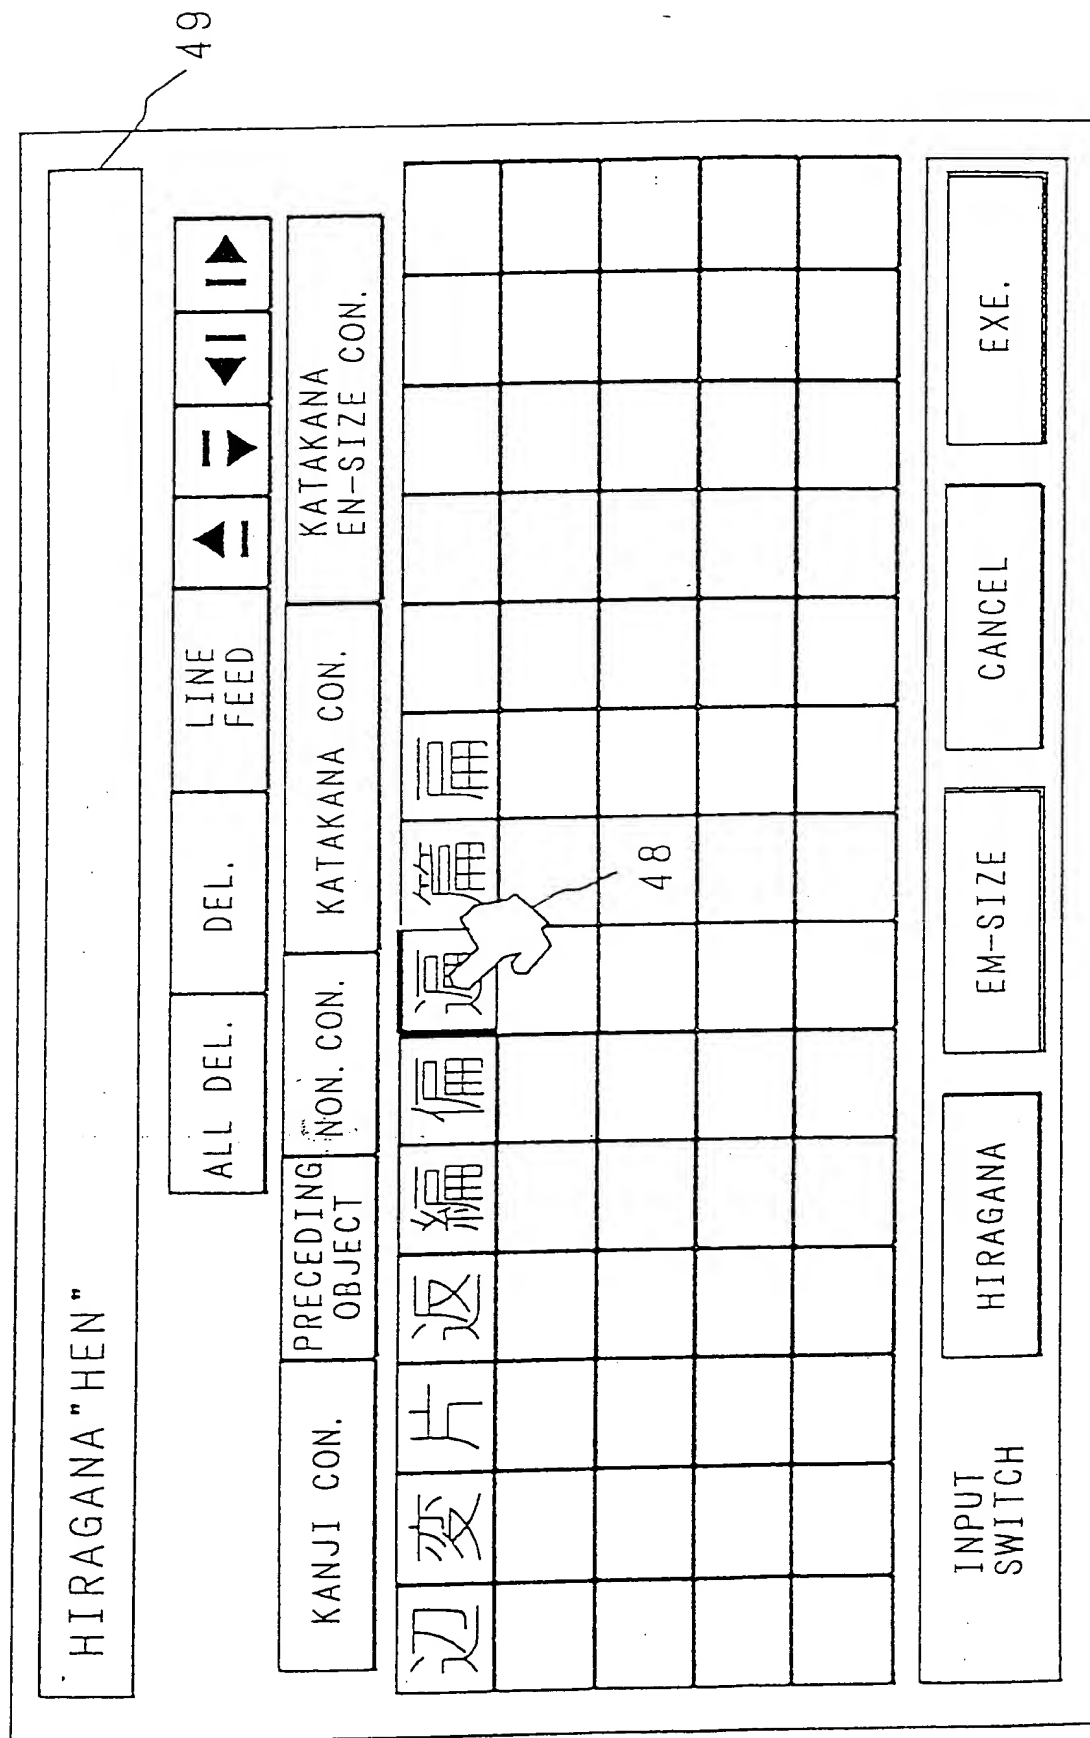 49
HIRAGANA"HEN"
ALL DEL.
DEL.
LINE
FEED
KANJI CON.
PRECEDING
OBJECT
NON. CON.
KATAKANA CON.
KATAKANA
EN-SIZE CON.
辺 変 片 返 編 偏 遍 篇 扁
48
INPUT
SWITCH
HIRAGANA
EM-SIZE
CANCEL
EXE.